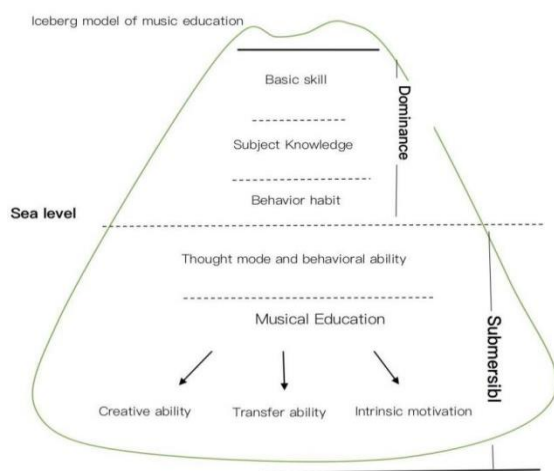 Iceberg model of music education
Basic skill
Dominance
Subject Knowledge
Behavior habit
Sea level
Thought mode and behavioral ability
Submersibl
Musical Education
Creative ability
Transfer ability
Intrinsic motivation